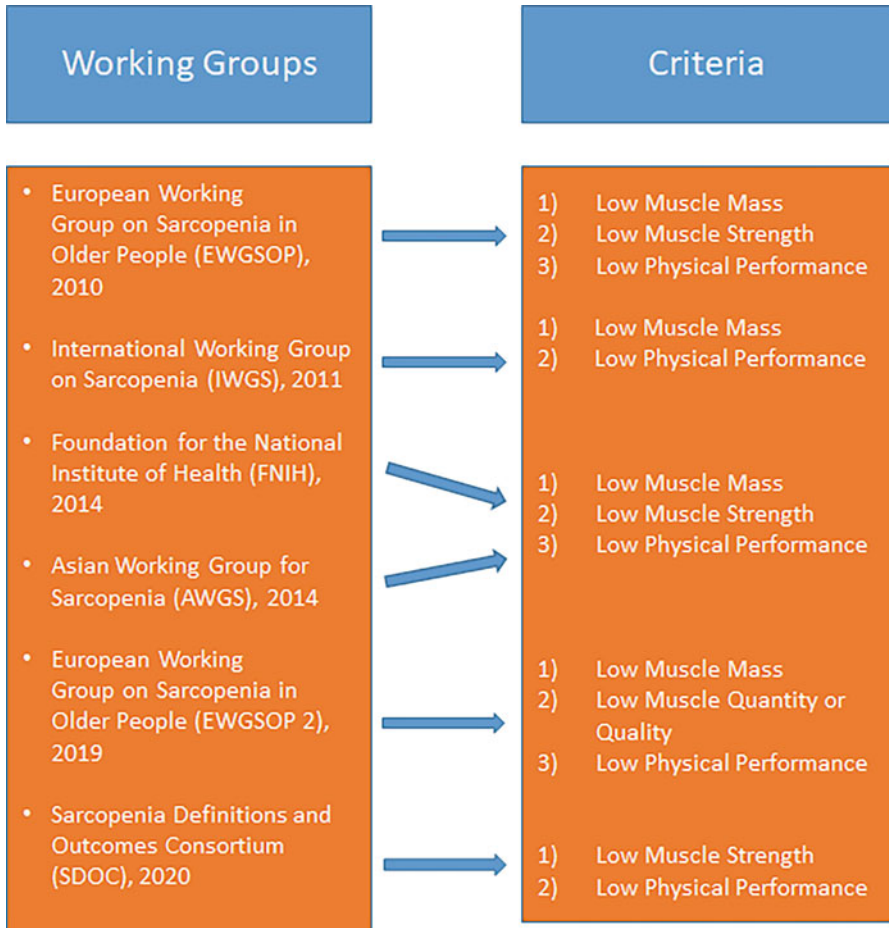 Working Groups
Criteria
• European Working
Group on Sarcopenia in
Older People (EWGSOP),
2010
1) Low Muscle Mass
2) Low Muscle Strength
3) Low Physical Performance
• International Working Group
on Sarcopenia (IWGS), 2011
1) Low Muscle Mass
2) Low Physical Performance
• Foundation for the National
Institute of Health (FNIH),
2014
• Asian Working Group for
Sarcopenia (AWGS), 2014
1) Low Muscle Mass
2) Low Muscle Strength
3) Low Physical Performance
• European Working
Group on Sarcopenia in
Older People (EWGSOP 2),
2019
1) Low Muscle Mass
2) Low Muscle Quantity or
Quality
3) Low Physical Performance
• Sarcopenia Definitions and
Outcomes Consortium
(SDOC), 2020
1) Low Muscle Strength
2) Low Physical Performance